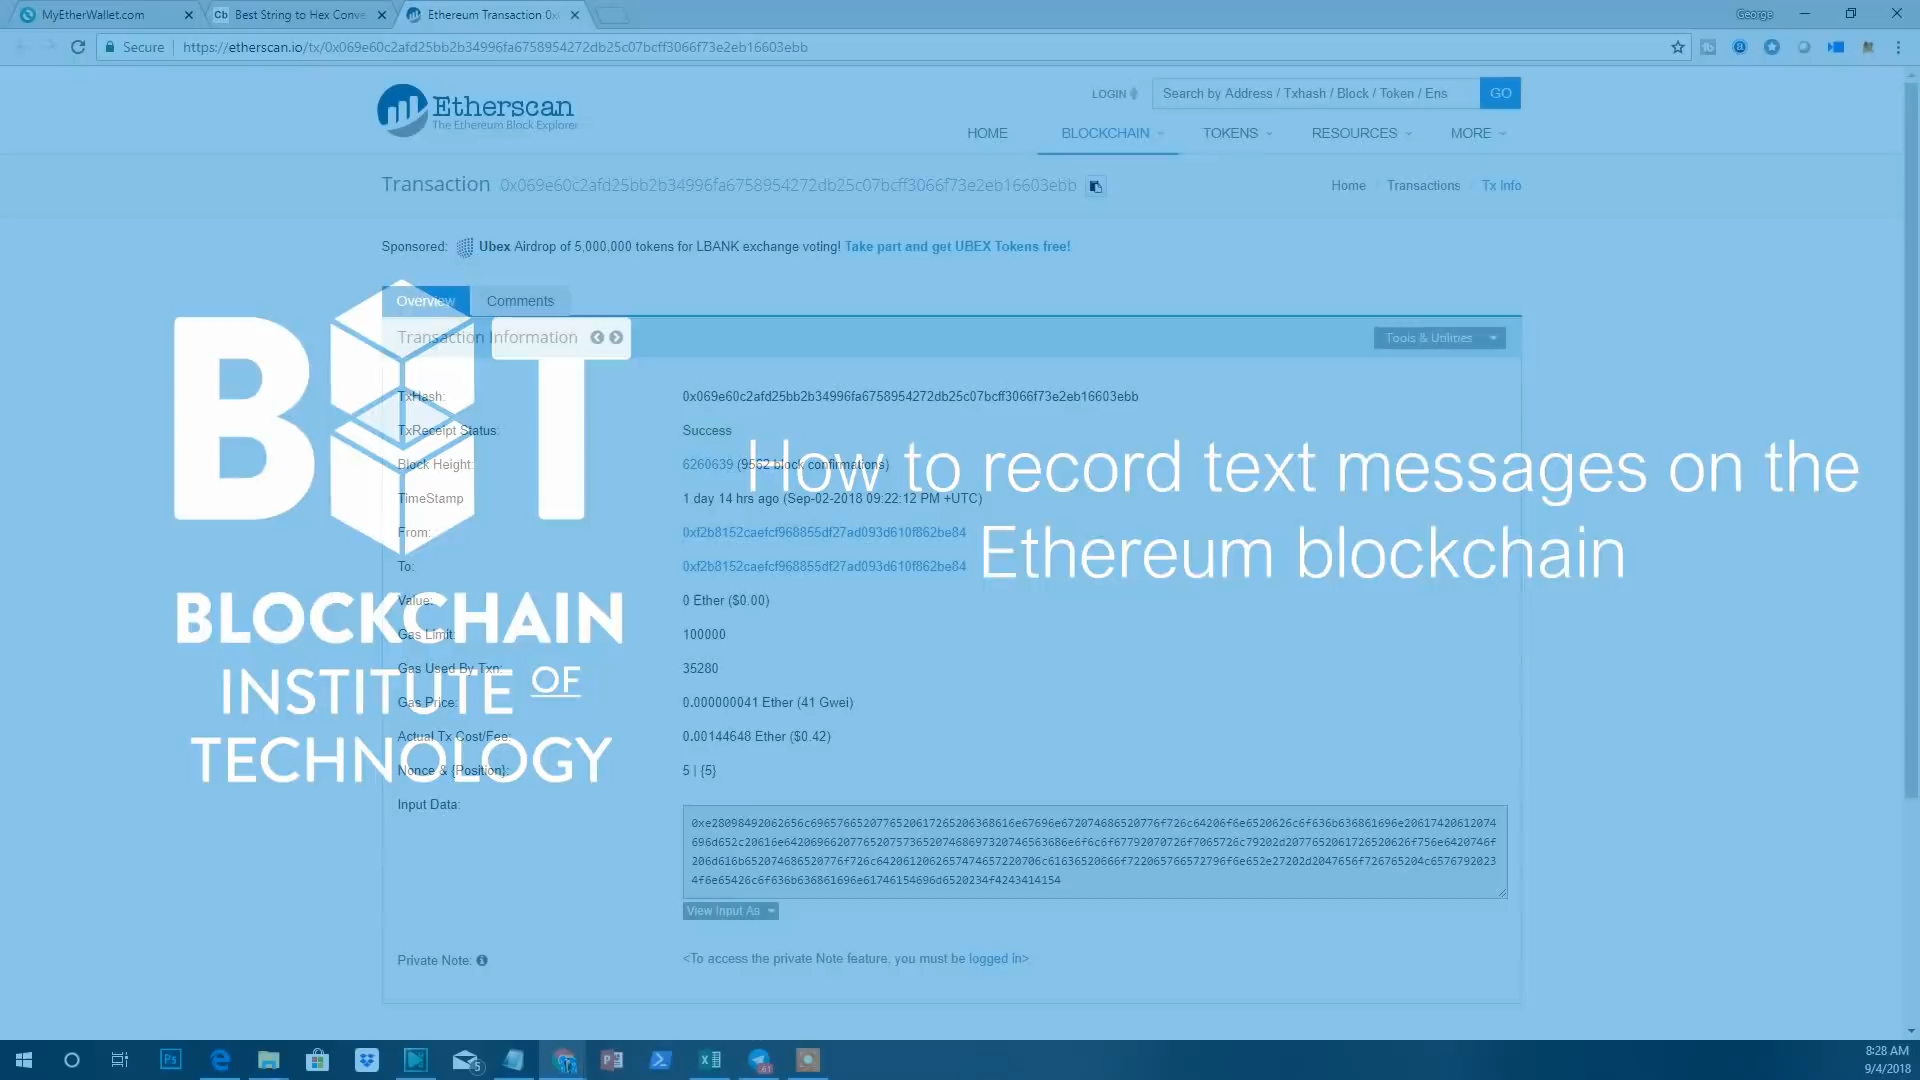 MyEtherWallet.com
Best String to Hex Conve
Ethereum Transaction 0x
George
Secure
https://etherscan.io/tx/0x069e60c2afd25bb2b34996fa6758954272db25c07bcff3066f73e2eb16603ebb
Etherscan
The Ethereum Block Explorer
LOGIN
Search by Address / Txhash / Block / Token / Ens
GO
HOME
BLOCKCHAIN
TOKENS
RESOURCES
MORE
Transaction 0x069e60c2afd25bb2b34996fa6758954272db25c07bcff3066f73e2eb16603ebb
Home
Transactions
Tx Info
Sponsored: Ubex Airdrop of 5,000,000 tokens for LBANK exchange voting! Take part and get UBEX Tokens free!
Overview
Comments
Transaction Information
Tools & Utilities
TxHash: 0x069e60c2afd25bb2b34996fa6758954272db25c07bcff3066f73e2eb16603ebb
TxReceipt Status: Success
Block Height: 6260639 (9562 block confirmations)
TimeStamp 1 day 14 hrs ago (Sep-02-2018 09:22:12 PM +UTC)
From: 0xf2b8152caefcf968855df27ad093d610f862be84
To: 0xf2b8152caefcf968855df27ad093d610f862be84
Value: 0 Ether ($0.00)
Gas Limit: 100000
Gas Used By Txn: 35280
Gas Price: 0.000000041 Ether (41 Gwei)
Actual Tx Cost/Fee: 0.00144648 Ether ($0.42)
Nonce & {Position}: 5 | {5}
Input Data:
View Input As
Private Note: <To access the private Note feature, you must be logged in>
BIT
BLOCKCHAIN
INSTITUTE OF
TECHNOLOGY
How to record text messages on the
Ethereum blockchain
8:28 AM
9/4/2018